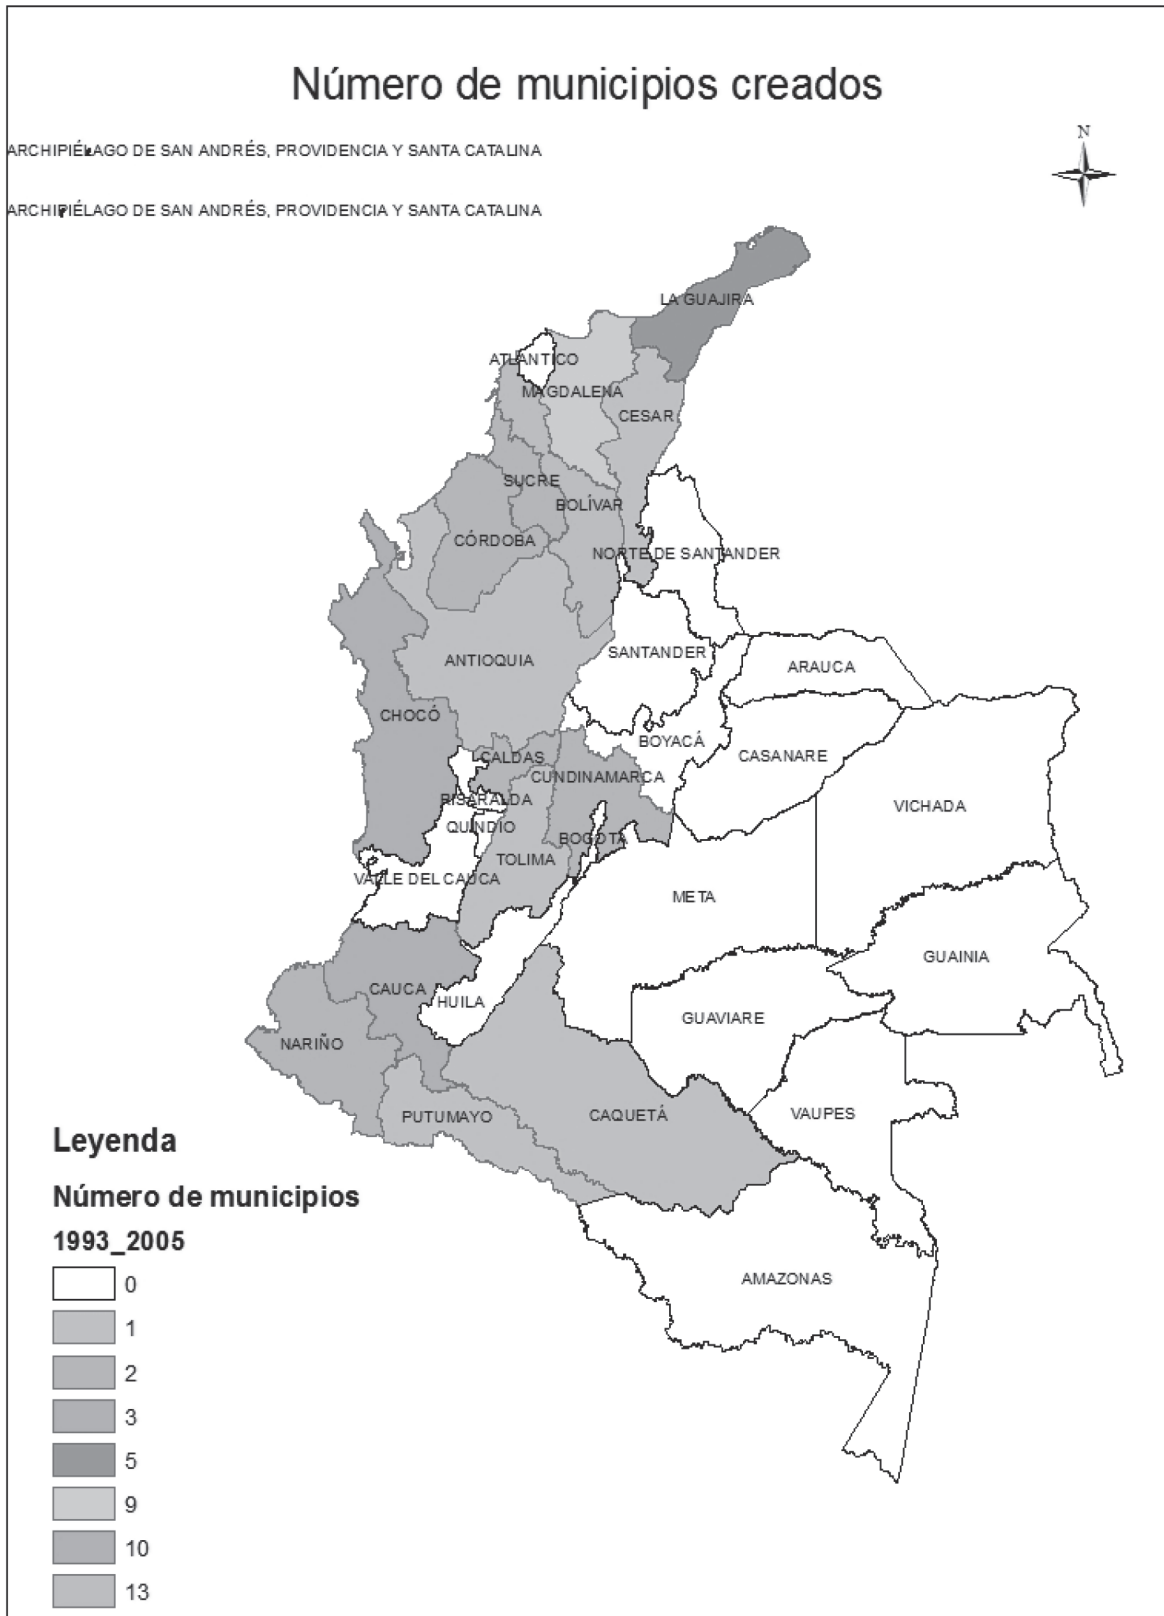 Número de municipios creados
N
ARCHIPIÉLAGO DE SAN ANDRÉS, PROVIDENCIA Y SANTA CATALINA
ARCHIPIÉLAGO DE SAN ANDRÉS, PROVIDENCIA Y SANTA CATALINA
LA GUAJIRA
ATLANTICO
MAGDALENA
CESAR
SUCRE
BOLÍVAR
CÓRDOBA
NORTE DE SANTANDER
SANTANDER
ANTIOQUIA
ARAUCA
CHOCÓ
BOYACÁ
CALDAS
CASANARE
CUNDINAMARCA
RISARALDA
VICHADA
QUINDIO
BOGOTA
TOLIMA
VALLE DEL CAUCA
META
GUAINIA
CAUCA
HUILA
GUAVIARE
NARIÑO
PUTUMAYO
CAQUETÁ
VAUPES
AMAZONAS
Leyenda
Número de municipios
1993_2005
0
1
2
3
5
9
10
13